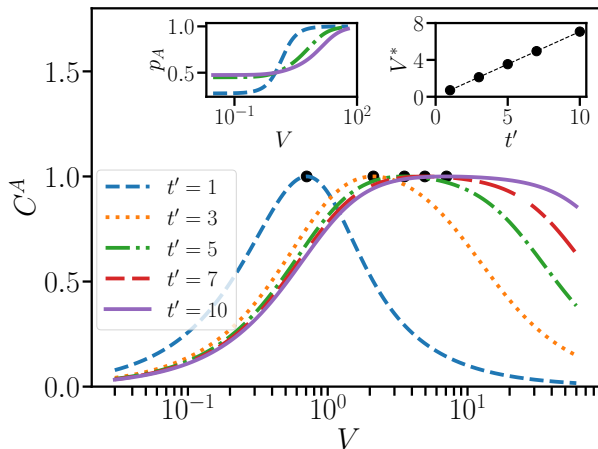 1.0
0.5
p_A
10^{-1}
10^2
V
8
4
0
V^*
0
5
10
t'
1.5
1.0
0.5
0.0
C^A
t' = 1
t' = 3
t' = 5
t' = 7
t' = 10
10^{-1}
10^0
10^1
V